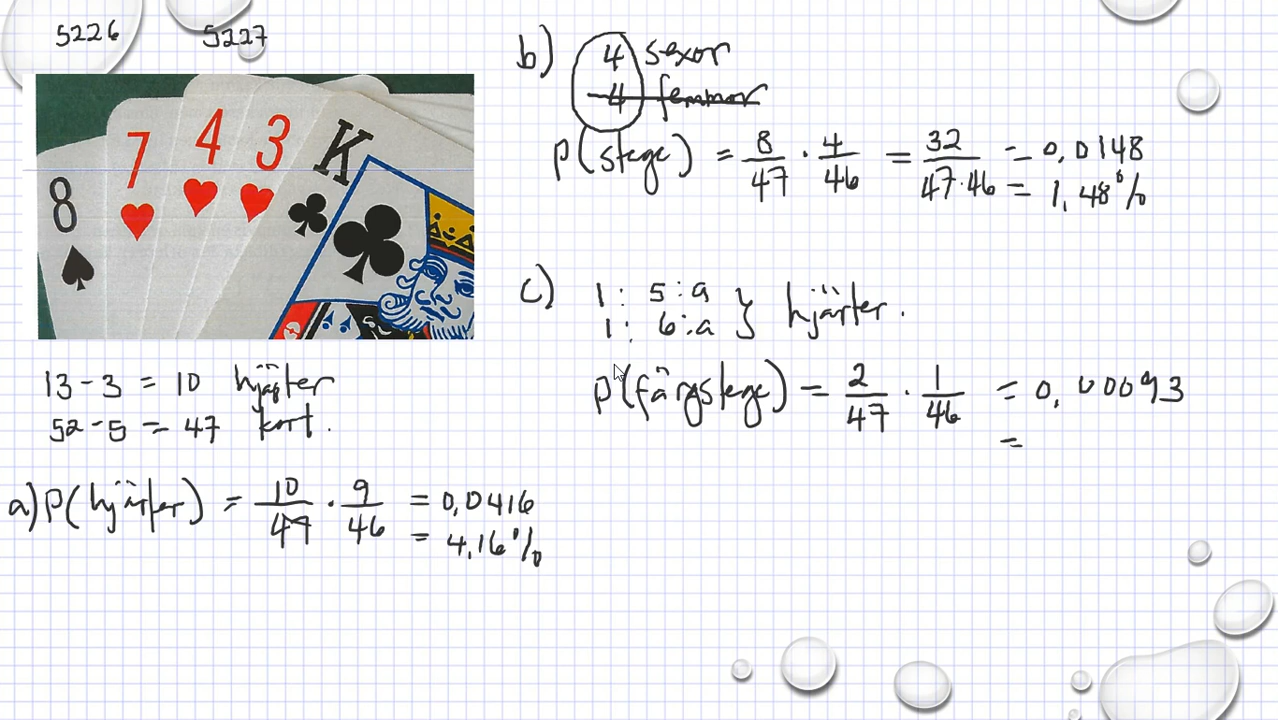 5226 5227
8 7 4 3 K
13 - 3 = 10 hjärter
52 - 5 = 47 kort.
a) P(hjärter) = 10/47 · 9/46 = 0,0416
= 4,16 %
b) 4 sexor
4 femmor
P(stege) = 8/47 · 4/46 = 32/(47·46) = 0,0148
= 1,48 %
c) 1 : 5:a } hjärter.
1 : 6:a
P(färgstege) = 2/47 · 1/46 = 0,00093
=